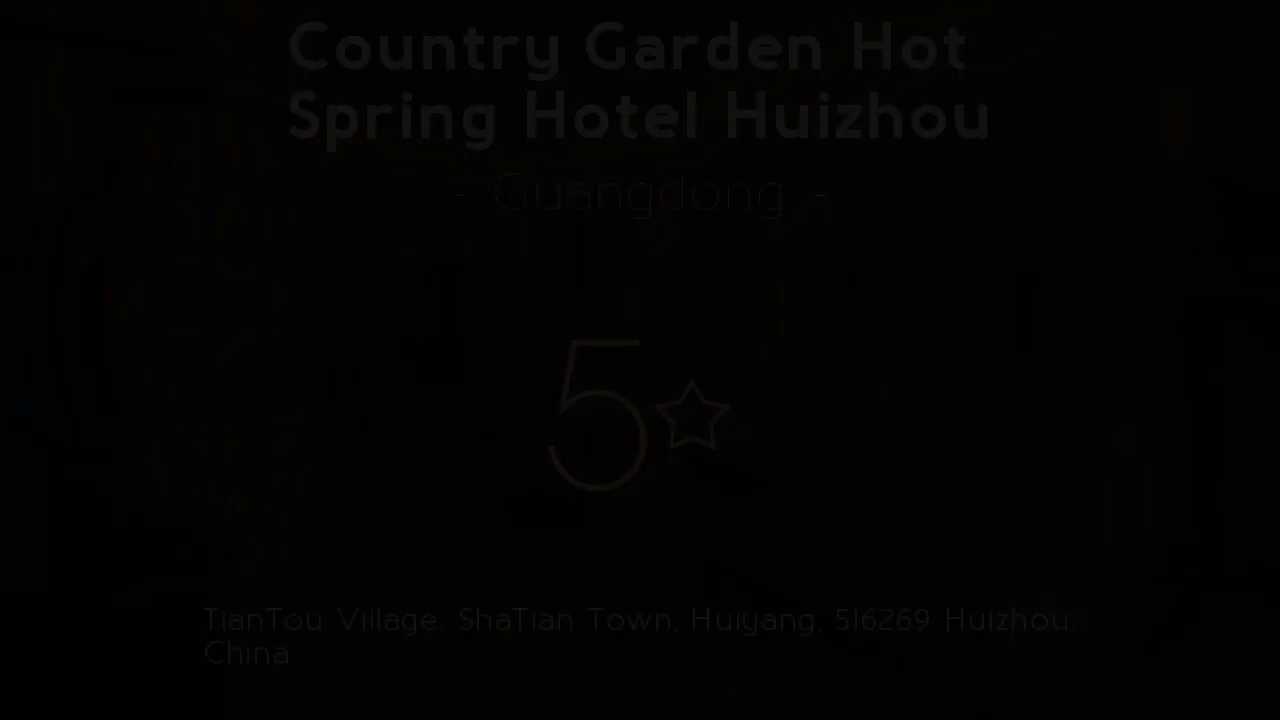 Country Garden Hot
Spring Hotel Huizhou
- Guangdong -
5
TianTou Village, ShaTian Town, Huiyang, 516269 Huizhou,
China